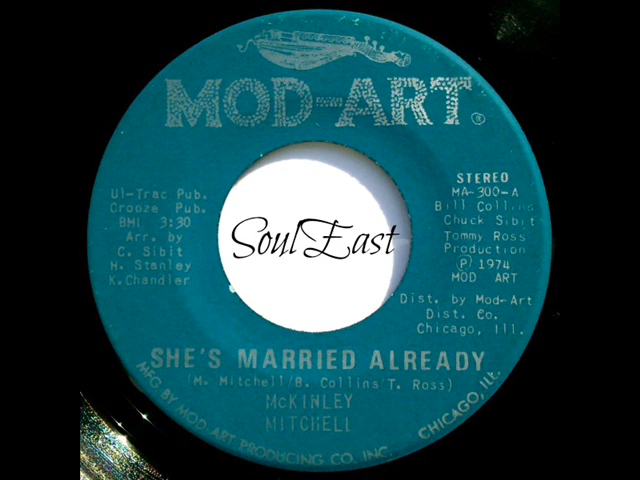 MOD-ART®
STEREO
MA-300-A
Bill Collins
Chuck Sibit
Tommy Ross
Production
Ⓟ 1974
MOD ART
Ul-Trac Pub.
Crooze Pub.
BMI 3:30
Arr. by
C. Sibit
H. Stanley
K.Chandler
Soul East
Dist. by Mod-Art
Dist. Co.
Chicago, Ill.
SHE'S MARRIED ALREADY
(M. Mitchell/B. Collins/T. Ross)
McKINLEY
MITCHELL
MFG BY MOD-ART PRODUCING CO. INC. CHICAGO, ILL.